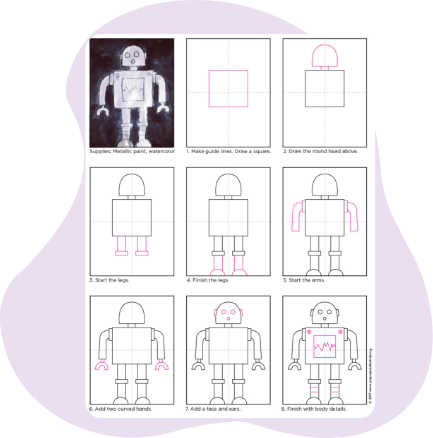 Supplies: Metallic paint, watercolor
1. Make guide lines. Draw a square.
2. Draw the round head above.
3. Start the legs.
4. Finish the legs
5. Start the arms.
6. Add two curved hands.
7. Add a face and ears.
8. Finish with body details.